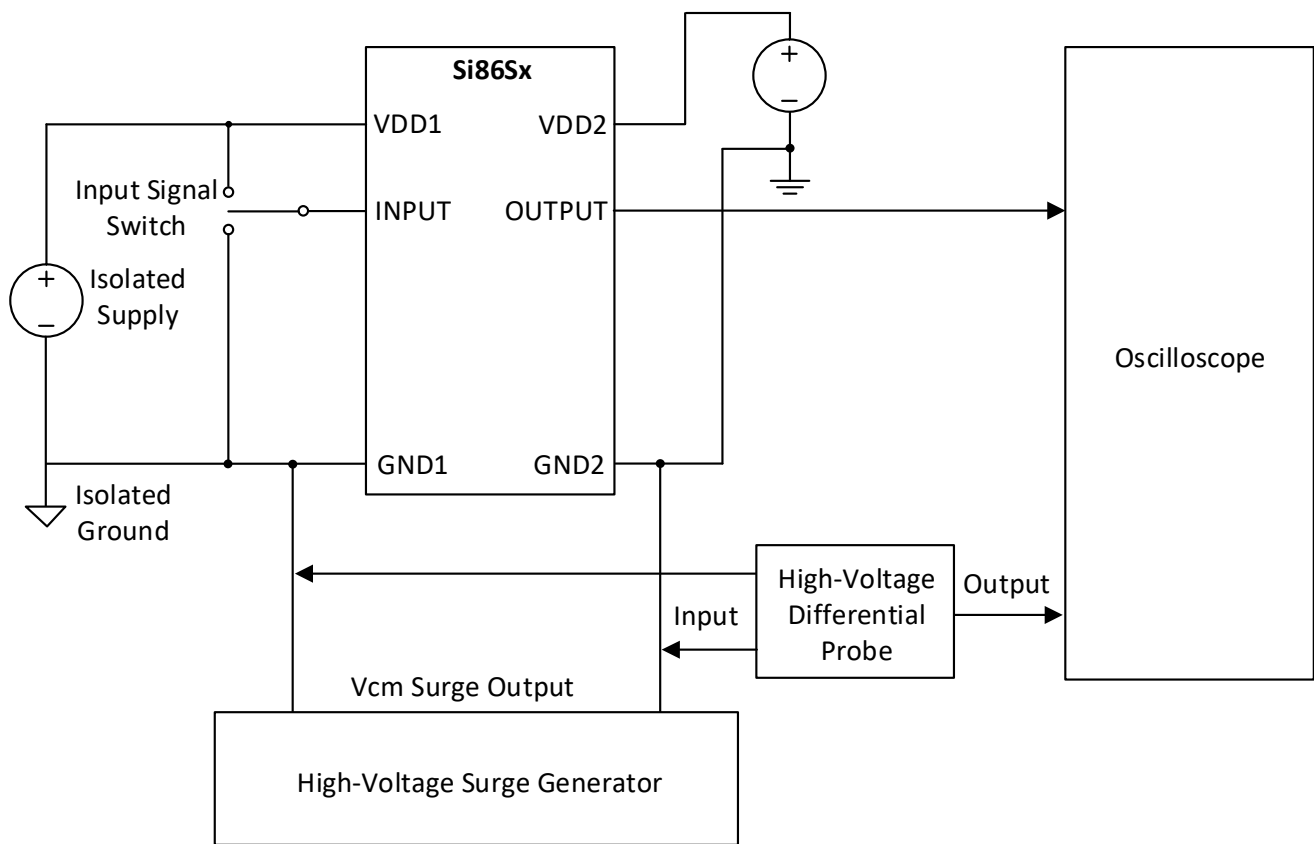 Si86Sx
VDD1
VDD2
+
−
Input Signal
Switch
INPUT
OUTPUT
+
−
Isolated
Supply
Oscilloscope
GND1
GND2
Isolated
Ground
High-Voltage
Differential
Probe
Input
Output
Vcm Surge Output
High-Voltage Surge Generator